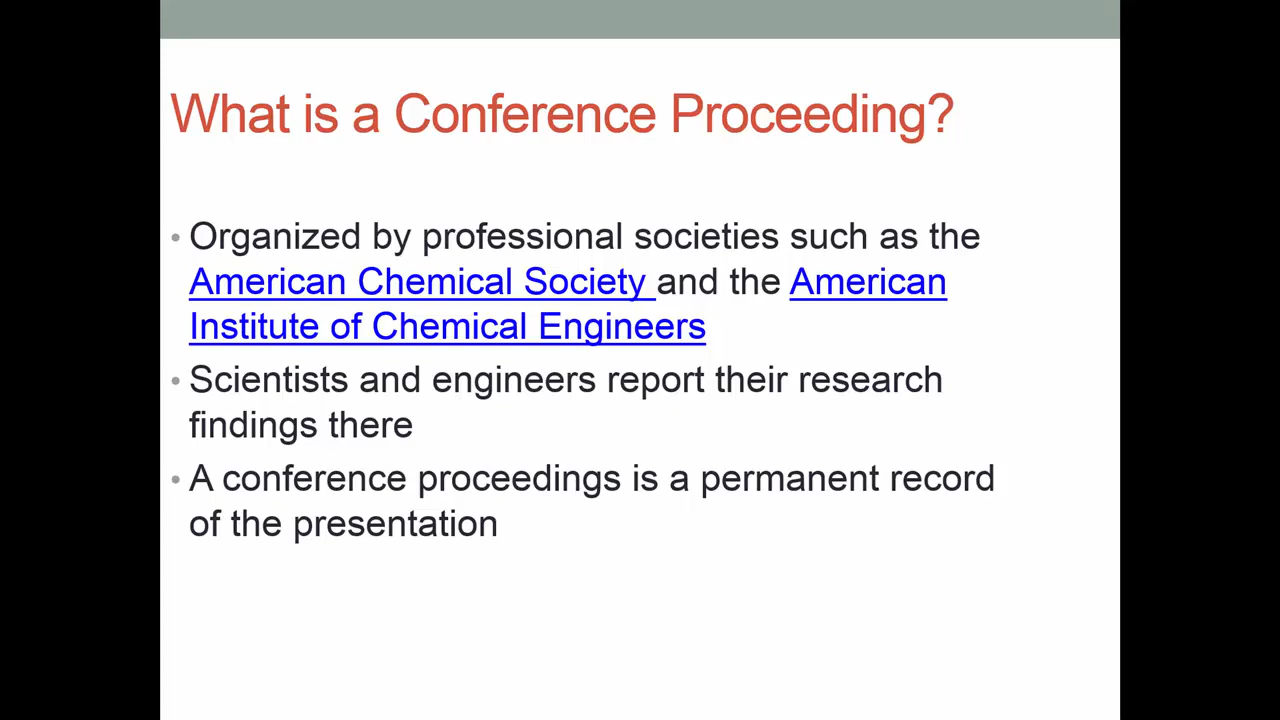 What is a Conference Proceeding?
• Organized by professional societies such as the
American Chemical Society and the American
Institute of Chemical Engineers
• Scientists and engineers report their research
findings there
• A conference proceedings is a permanent record
of the presentation